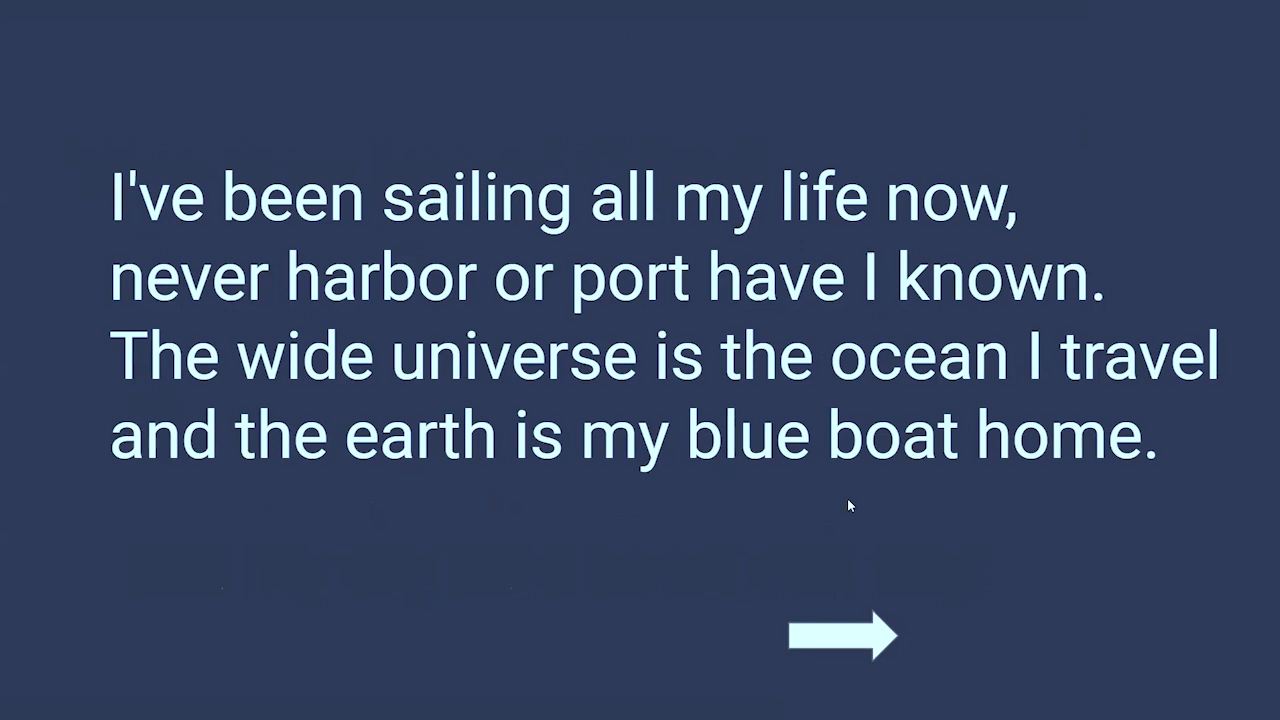 I've been sailing all my life now,
never harbor or port have I known.
The wide universe is the ocean I travel
and the earth is my blue boat home.